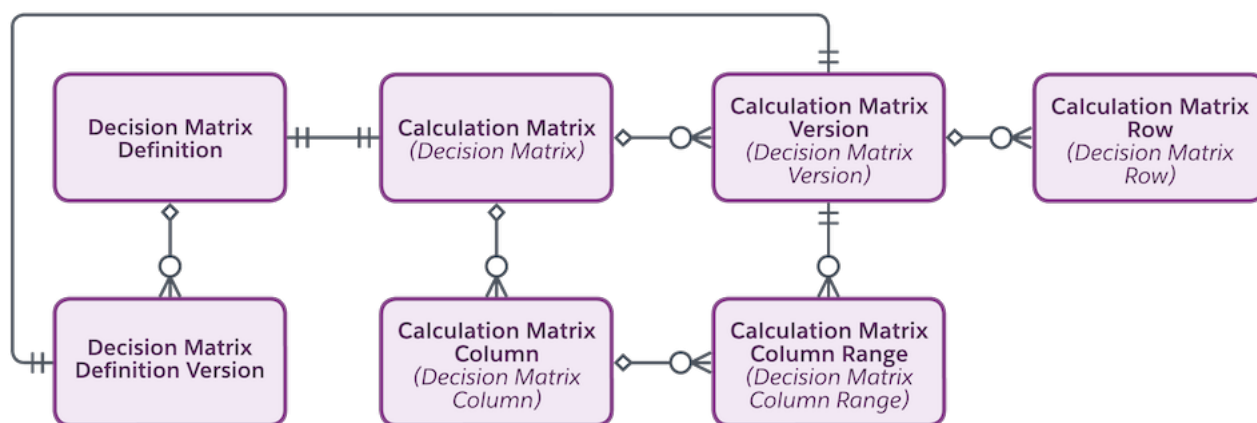 Decision Matrix
Definition
Calculation Matrix
(Decision Matrix)
Calculation Matrix
Version
(Decision Matrix
Version)
Calculation Matrix
Row
(Decision Matrix
Row)
Decision Matrix
Definition Version
Calculation Matrix
Column
(Decision Matrix
Column)
Calculation Matrix
Column Range
(Decision Matrix
Column Range)